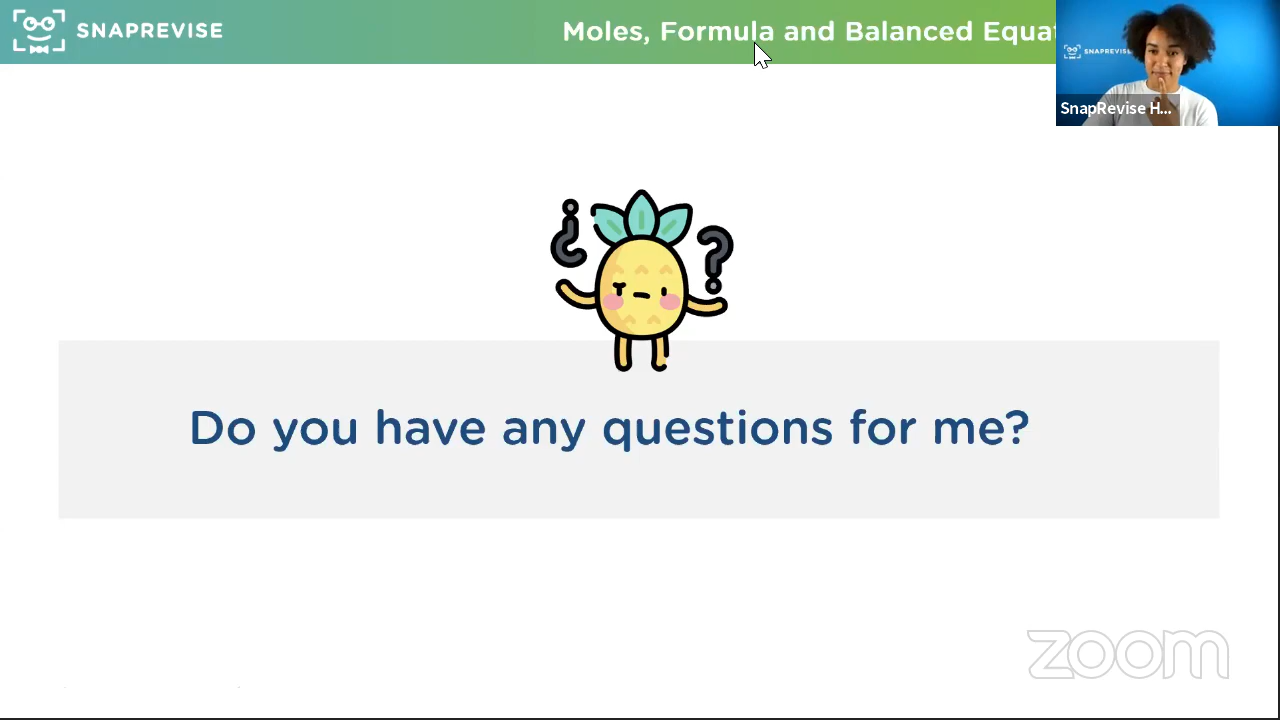 SNAPREVISE
Moles, Formula and Balanced Equat
SNAPREVISE
SnapRevise H...
¿ ?
Do you have any questions for me?
zoom